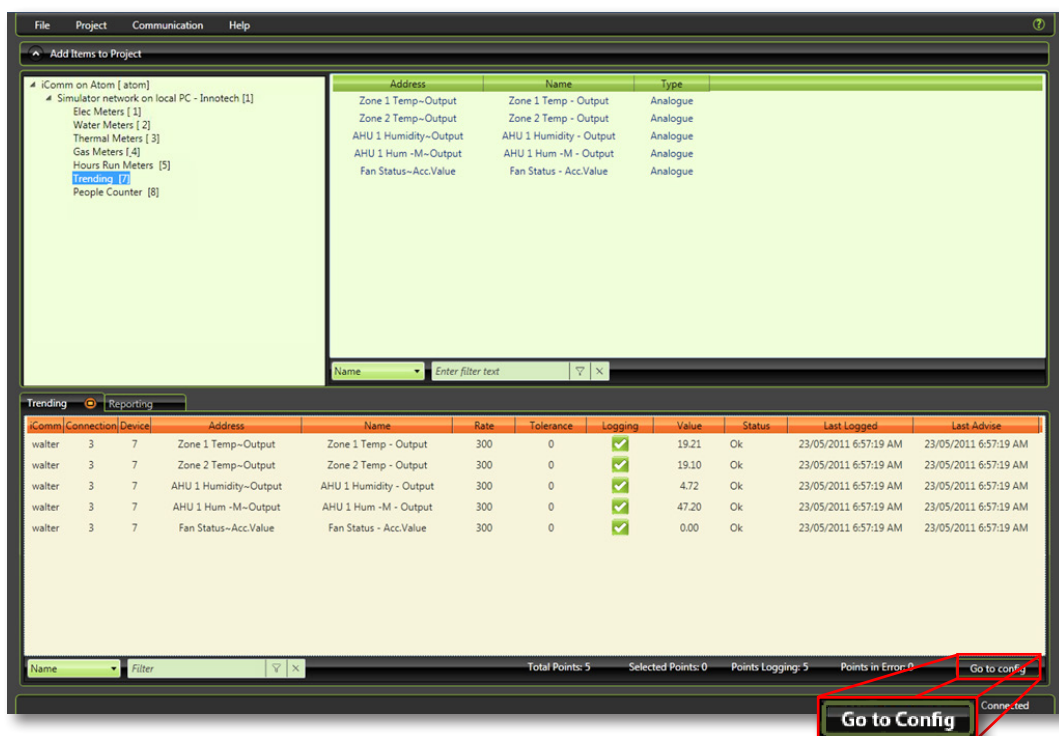 File Project Communication Help
Add Items to Project
iComm on Atom [ atom]
Simulator network on local PC - Innotech [1]
Elec Meters [ 1]
Water Meters [ 2]
Thermal Meters [ 3]
Gas Meters [ 4]
Hours Run Meters [5]
Trending [7]
People Counter [8]
Address Name Type
Zone 1 Temp~Output Zone 1 Temp - Output Analogue
Zone 2 Temp~Output Zone 2 Temp - Output Analogue
AHU 1 Humidity~Output AHU 1 Humidity - Output Analogue
AHU 1 Hum -M~Output AHU 1 Hum -M - Output Analogue
Fan Status~Acc.Value Fan Status - Acc.Value Analogue
Name Enter filter text
Trending Reporting
iComm Connection Device Address Name Rate Tolerance Logging Value Status Last Logged Last Advise
walter 3 7 Zone 1 Temp~Output Zone 1 Temp - Output 300 0 19.21 Ok 23/05/2011 6:57:19 AM 23/05/2011 6:57:19 AM
walter 3 7 Zone 2 Temp~Output Zone 2 Temp - Output 300 0 19.10 Ok 23/05/2011 6:57:19 AM 23/05/2011 6:57:19 AM
walter 3 7 AHU 1 Humidity~Output AHU 1 Humidity - Output 300 0 4.72 Ok 23/05/2011 6:57:19 AM 23/05/2011 6:57:19 AM
walter 3 7 AHU 1 Hum -M~Output AHU 1 Hum -M - Output 300 0 47.20 Ok 23/05/2011 6:57:19 AM 23/05/2011 6:57:19 AM
walter 3 7 Fan Status~Acc.Value Fan Status - Acc.Value 300 0 0.00 Ok 23/05/2011 6:57:19 AM 23/05/2011 6:57:19 AM
Name Filter Total Points: 5 Selected Points: 0 Points Logging: 5 Points in Error: 0 Go to config
Connected
Go to Config